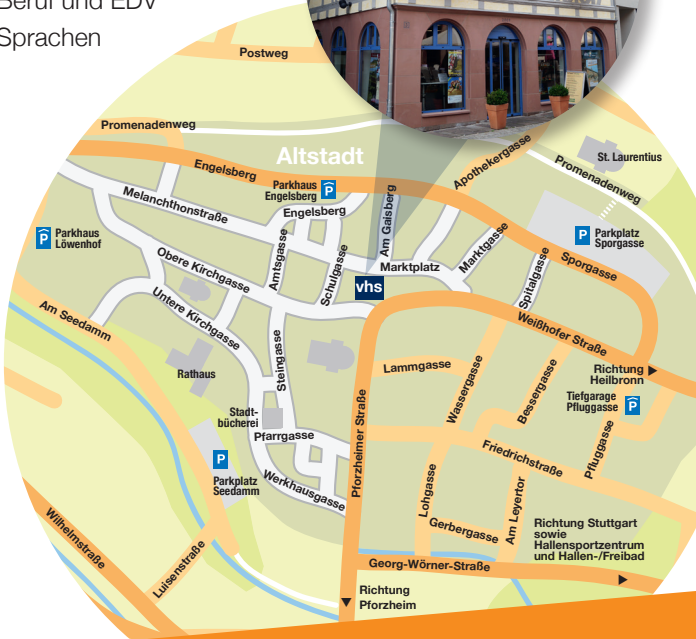 Beruf und EDV
Sprachen
Postweg
Promenadenweg
Altstadt
Engelsberg
Apothekergasse
St. Laurentius
Promenadenweg
Parkhaus
Engelsberg
P
Melanchthonstraße
Engelsberg
Am Gaisberg
P
Parkhaus
Löwenhof
P
Parkplatz
Sporgasse
Obere Kirchgasse
Amtsgasse
Schulgasse
Marktplatz
Marktgasse
Spitalgasse
Sporgasse
vhs
Am Seedamm
Untere Kirchgasse
Weißhofer Straße
Steingasse
Rathaus
Lammgasse
Wassergasse
Bessergasse
Richtung
Heilbronn
Tiefgarage
Pfluggasse
P
Stadt-
bücherei
Pfarrgasse
Pforzheimer Straße
Friedrichstraße
Pfluggasse
P
Parkplatz
Seedamm
Werkhausgasse
Lohgasse
Gerbergasse
Am Leyertor
Wilhelmstraße
Luisenstraße
Richtung Stuttgart
sowie
Hallensportzentrum
und Hallen-/Freibad
Georg-Wörner-Straße
Richtung
Pforzheim